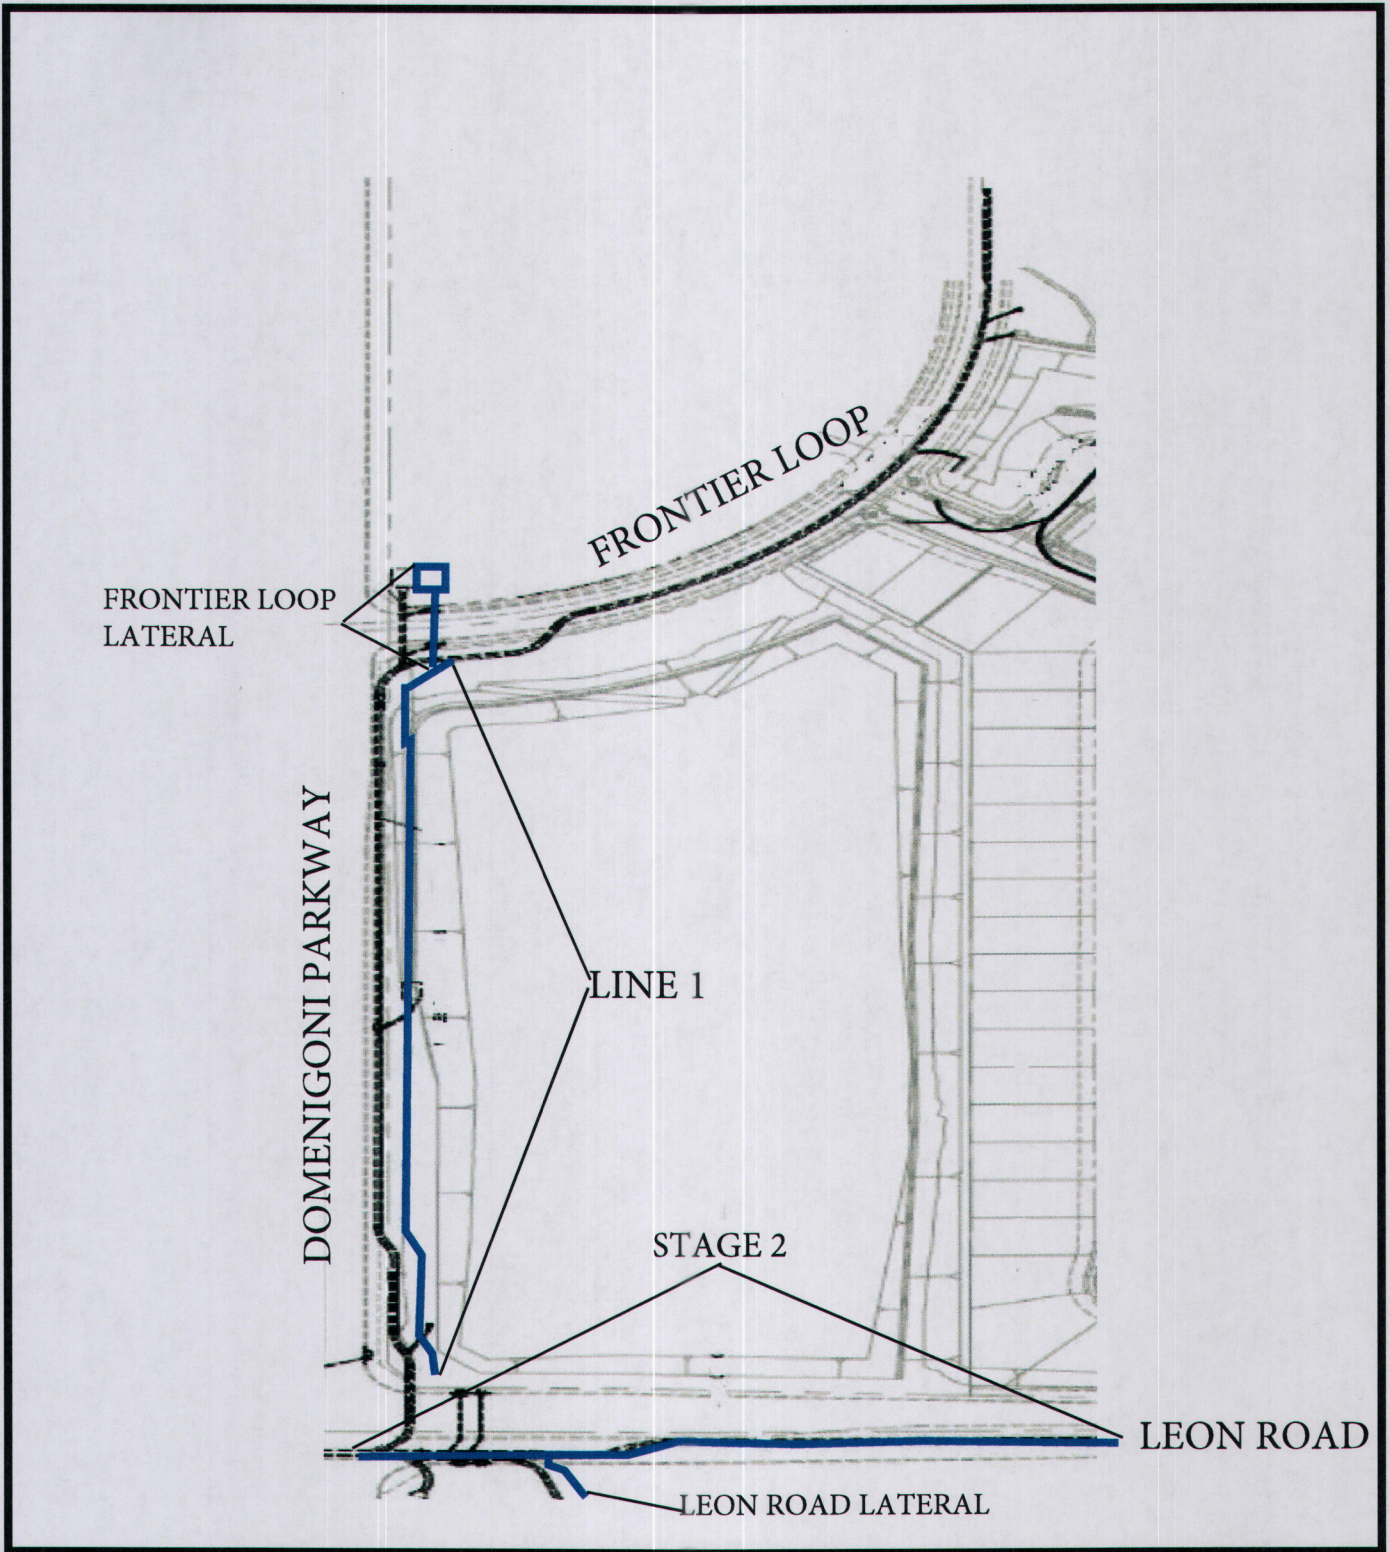 FRONTIER LOOP
FRONTIER LOOP
LATERAL
DOMENIGONI PARKWAY
LINE 1
STAGE 2
LEON ROAD
LEON ROAD LATERAL